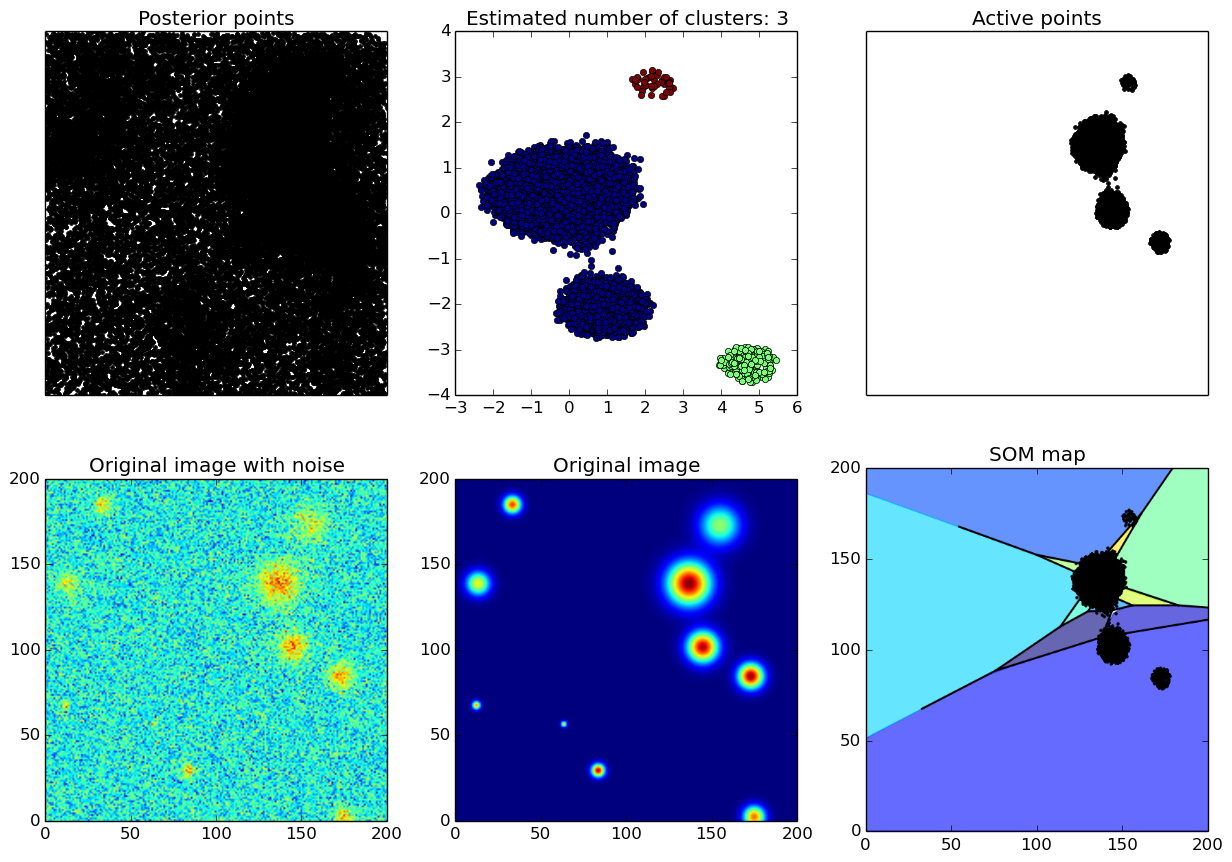 Posterior points
Estimated number of clusters: 3
Active points
4
3
2
1
0
−1
−2
−3
−4
−3 −2 −1 0 1 2 3 4 5 6
Original image with noise
Original image
SOM map
200
150
100
50
0
0 50 100 150 200
200
150
100
50
0
0 50 100 150 200
200
150
100
50
0
0 50 100 150 200